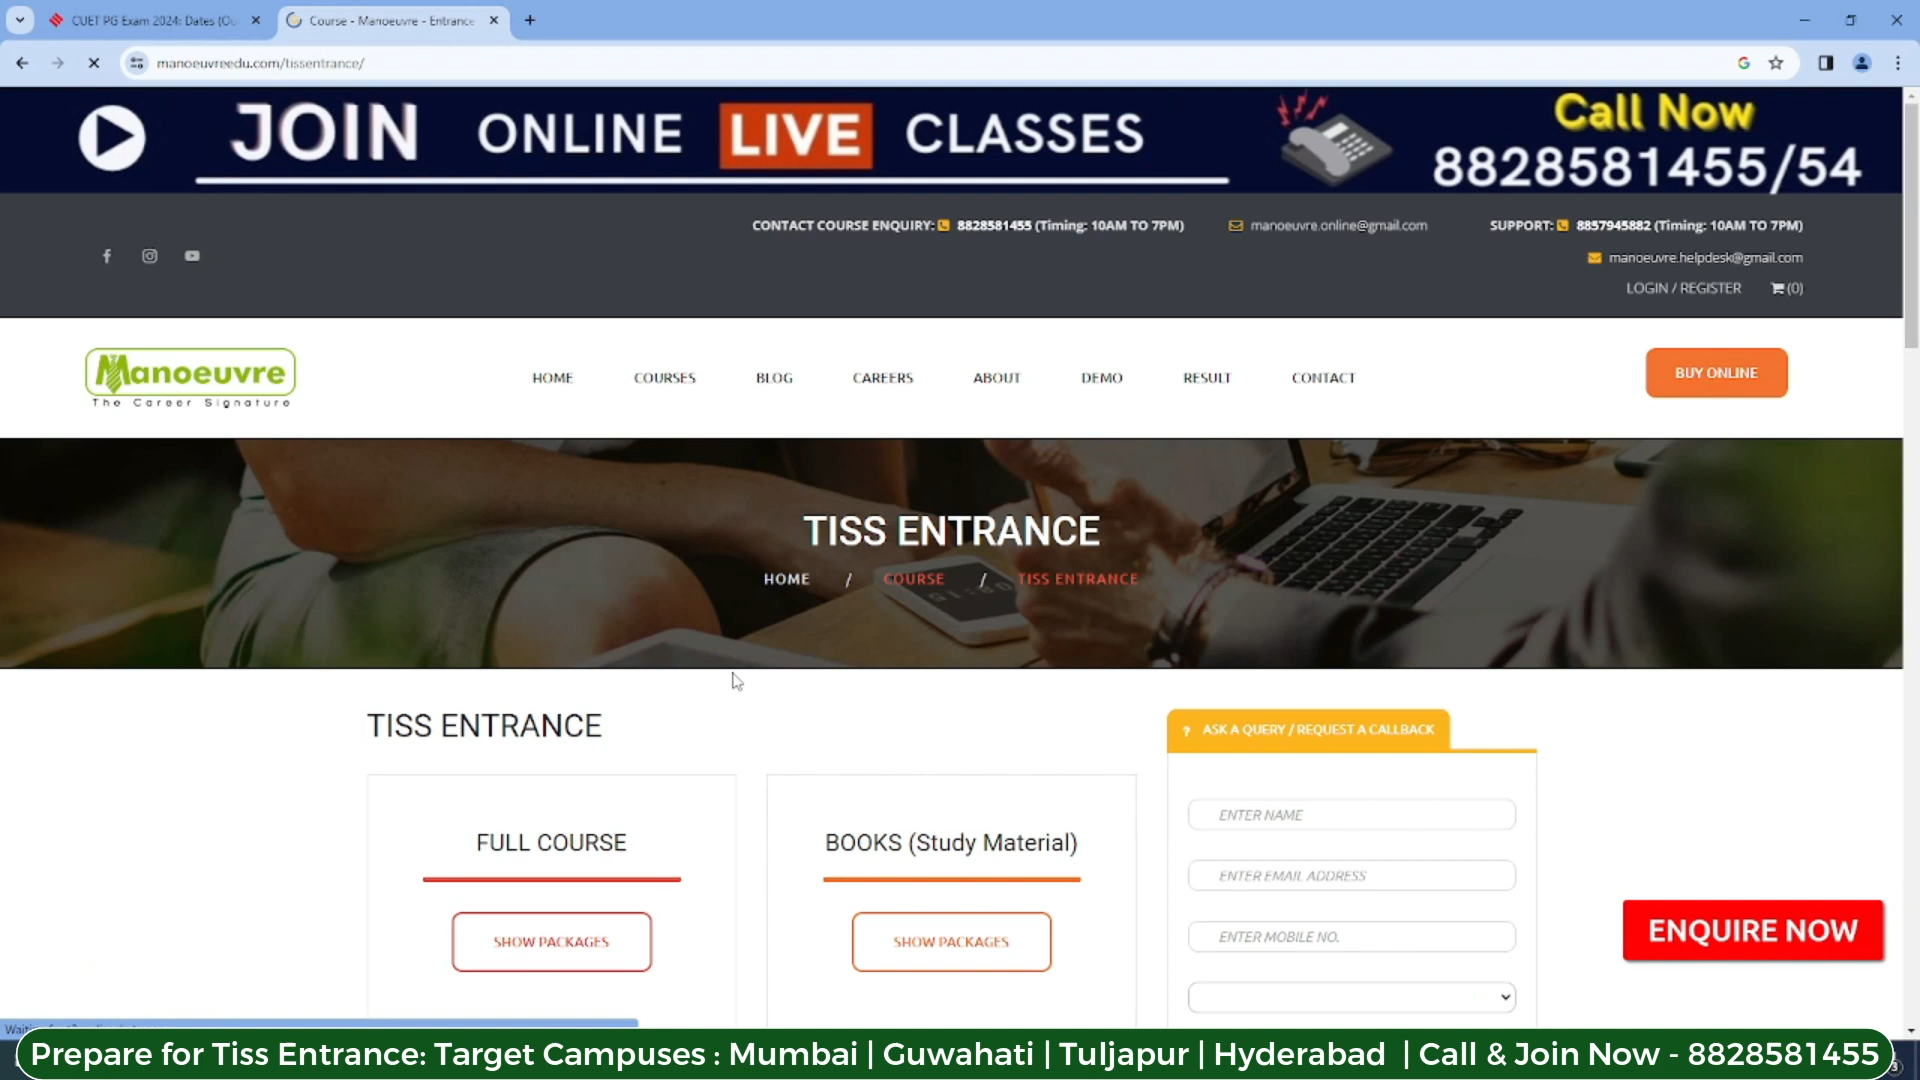 CUET PG Exam 2024: Dates (Ou
Course - Manoeuvre - Entrance
manoeuvreedu.com/tissentrance/
JOIN ONLINE LIVE CLASSES
Call Now
8828581455/54
CONTACT COURSE ENQUIRY: 8828581455 (Timing: 10AM TO 7PM)
manoeuvre.online@gmail.com
SUPPORT: 8857945882 (Timing: 10AM TO 7PM)
manoeuvre.helpdesk@gmail.com
LOGIN / REGISTER (0)
Manoeuvre
The Career Signature
HOME COURSES BLOG CAREERS ABOUT DEMO RESULT CONTACT
BUY ONLINE
TISS ENTRANCE
HOME / COURSE / TISS ENTRANCE
TISS ENTRANCE
? ASK A QUERY / REQUEST A CALLBACK
FULL COURSE
SHOW PACKAGES
BOOKS (Study Material)
SHOW PACKAGES
ENTER NAME
ENTER EMAIL ADDRESS
ENTER MOBILE NO.
ENQUIRE NOW
Prepare for Tiss Entrance: Target Campuses : Mumbai | Guwahati | Tuljapur | Hyderabad | Call & Join Now - 8828581455